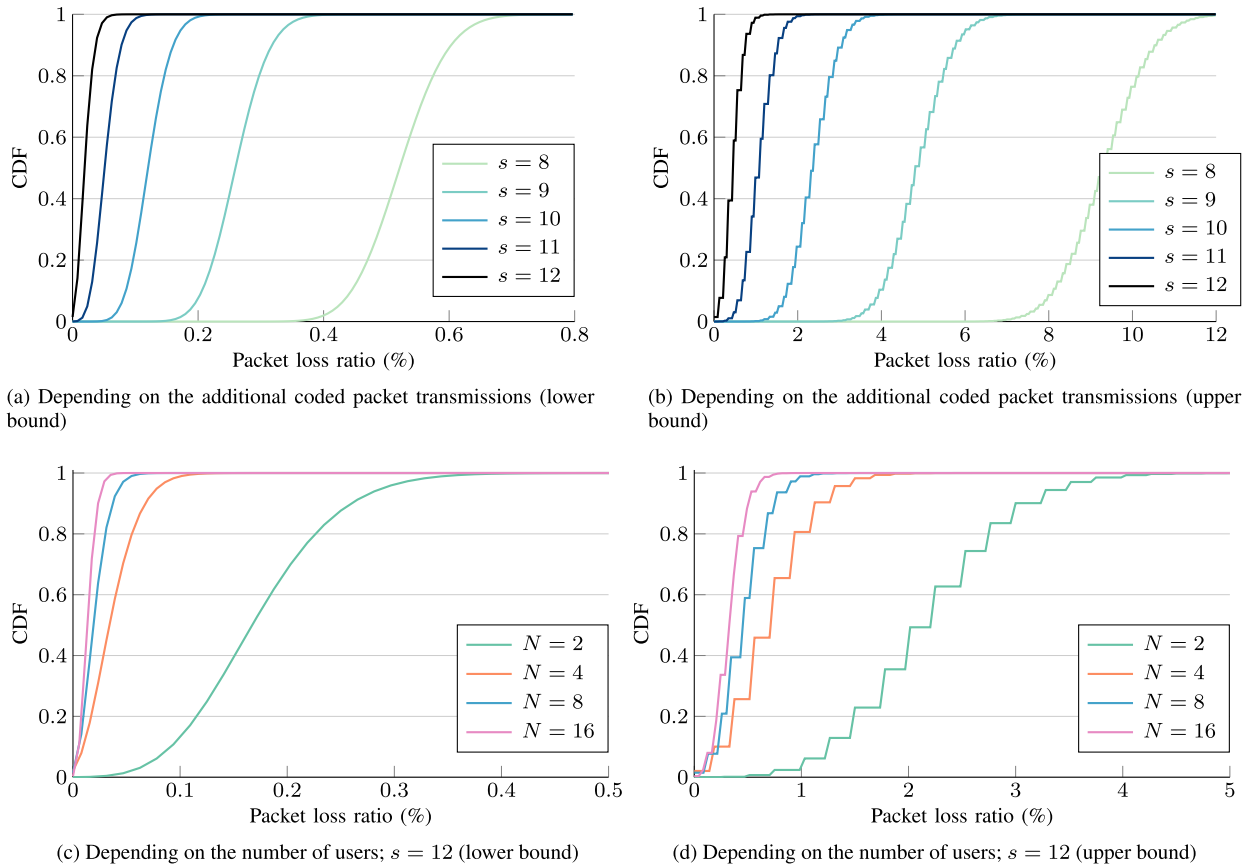 1
0.8
0.6
0.4
0.2
0
CDF
0
0.2
0.4
0.6
0.8
Packet loss ratio (%)
s = 8
s = 9
s = 10
s = 11
s = 12
(a) Depending on the additional coded packet transmissions (lower
bound)
1
0.8
0.6
0.4
0.2
0
CDF
0
2
4
6
8
10
12
Packet loss ratio (%)
s = 8
s = 9
s = 10
s = 11
s = 12
(b) Depending on the additional coded packet transmissions (upper
bound)
1
0.8
0.6
0.4
0.2
0
CDF
0
0.1
0.2
0.3
0.4
0.5
Packet loss ratio (%)
N = 2
N = 4
N = 8
N = 16
(c) Depending on the number of users; s = 12 (lower bound)
1
0.8
0.6
0.4
0.2
0
CDF
0
1
2
3
4
5
Packet loss ratio (%)
N = 2
N = 4
N = 8
N = 16
(d) Depending on the number of users; s = 12 (upper bound)